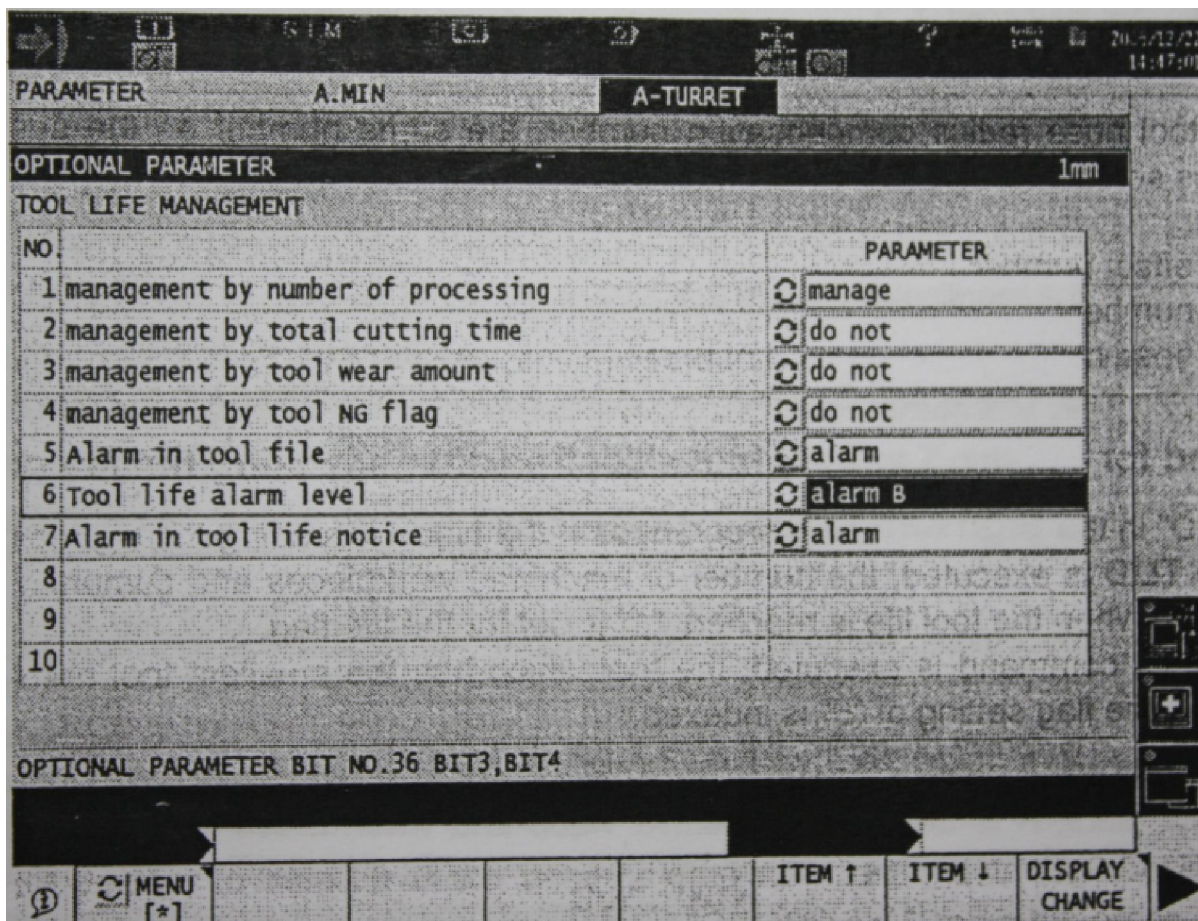 SIM
14:47:0
PARAMETER A.MIN A-TURRET
OPTIONAL PARAMETER 1mm
TOOL LIFE MANAGEMENT
NO. PARAMETER
1 management by number of processing manage
2 management by total cutting time do not
3 management by tool wear amount do not
4 management by tool NG flag do not
5 Alarm in tool file alarm
6 Tool life alarm level alarm B
7 Alarm in tool life notice alarm
8
9
10
OPTIONAL PARAMETER BIT NO.36 BIT3,BIT4
MENU [*] ITEM ↑ ITEM ↓ DISPLAY CHANGE